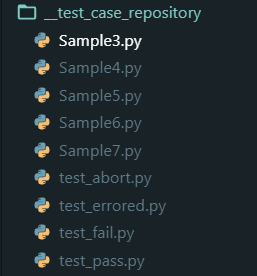 __test_case_repository
Sample3.py
Sample4.py
Sample5.py
Sample6.py
Sample7.py
test_abort.py
test_errored.py
test_fail.py
test_pass.py